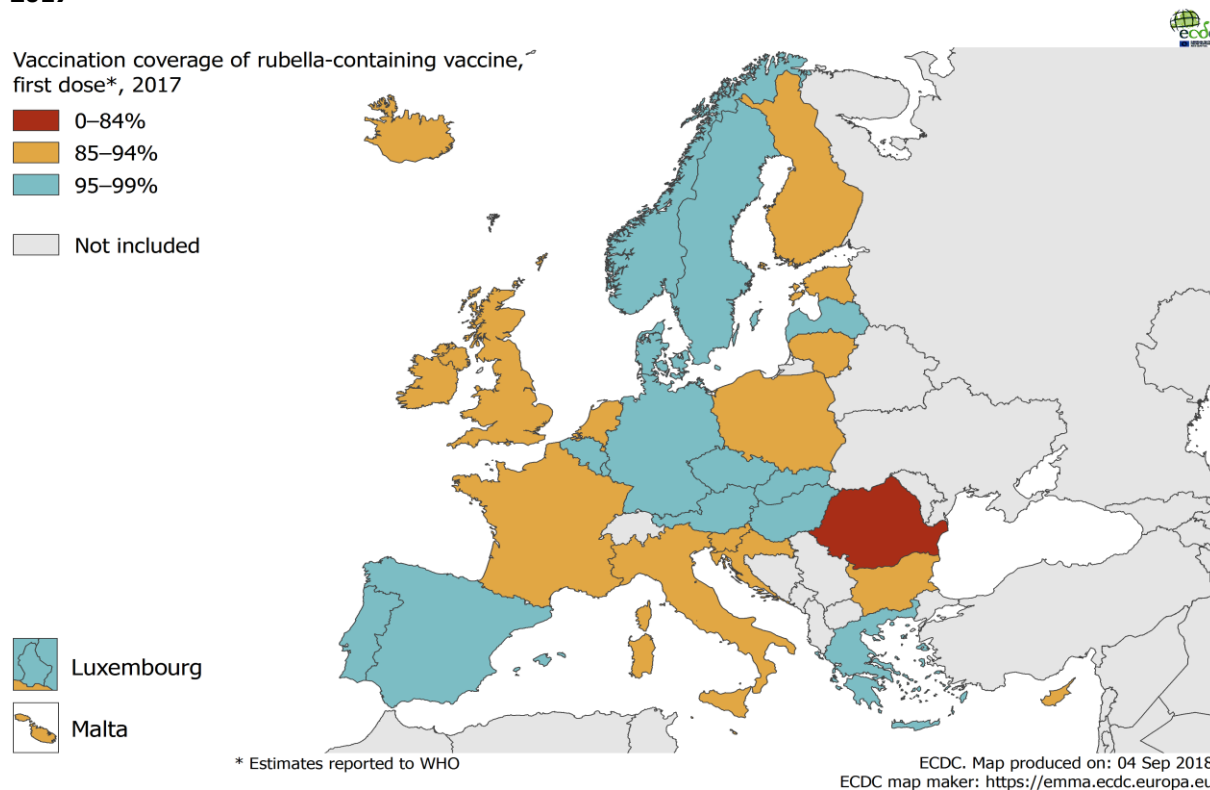 Vaccination coverage of rubella-containing vaccine,
first dose*, 2017
0–84%
85–94%
95–99%
Not included
Luxembourg
Malta
* Estimates reported to WHO
ECDC. Map produced on: 04 Sep 2018
ECDC map maker: https://emma.ecdc.europa.eu
ecdc